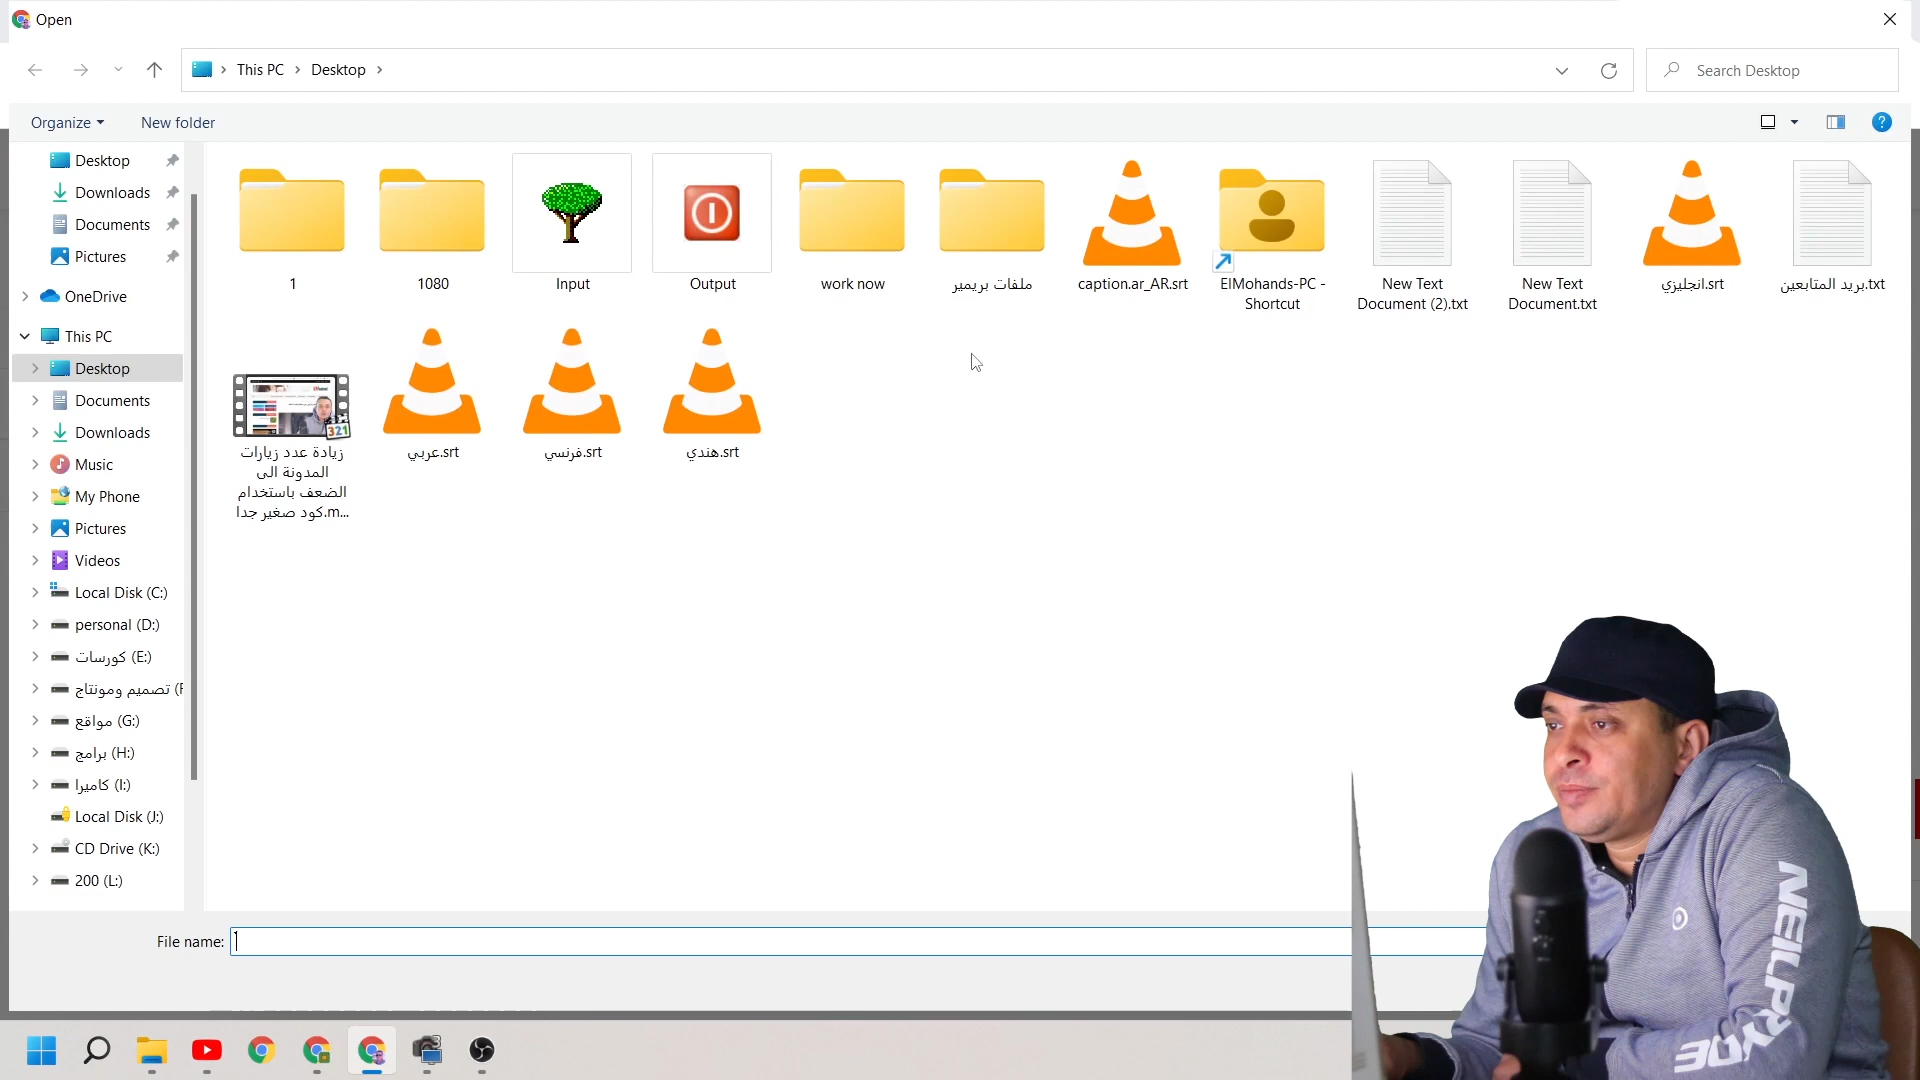 Open
This PC
Desktop
Search Desktop
Organize
New folder
Desktop
Downloads
Documents
Pictures
OneDrive
This PC
Desktop
Documents
Downloads
Music
My Phone
Pictures
Videos
Local Disk (C:)
personal (D:)
كورسات (E:)
تصميم ومونتاج (F
مواقع (G:)
برامج (H:)
كاميرا (I:)
Local Disk (J:)
CD Drive (K:)
200 (L:)
1
1080
Input
Output
work now
ملفات بريمير
caption.ar_AR.srt
ElMohands-PC -
Shortcut
New Text
Document (2).txt
New Text
Document.txt
انجليزي.srt
بريد المتابعين.txt
زيادة عدد زيارات
المدونة الى
الضعف باستخدام
كود صغير جدا.m...
321
عربي.srt
فرنسي.srt
هندي.srt
File name:
NEILPRYDE